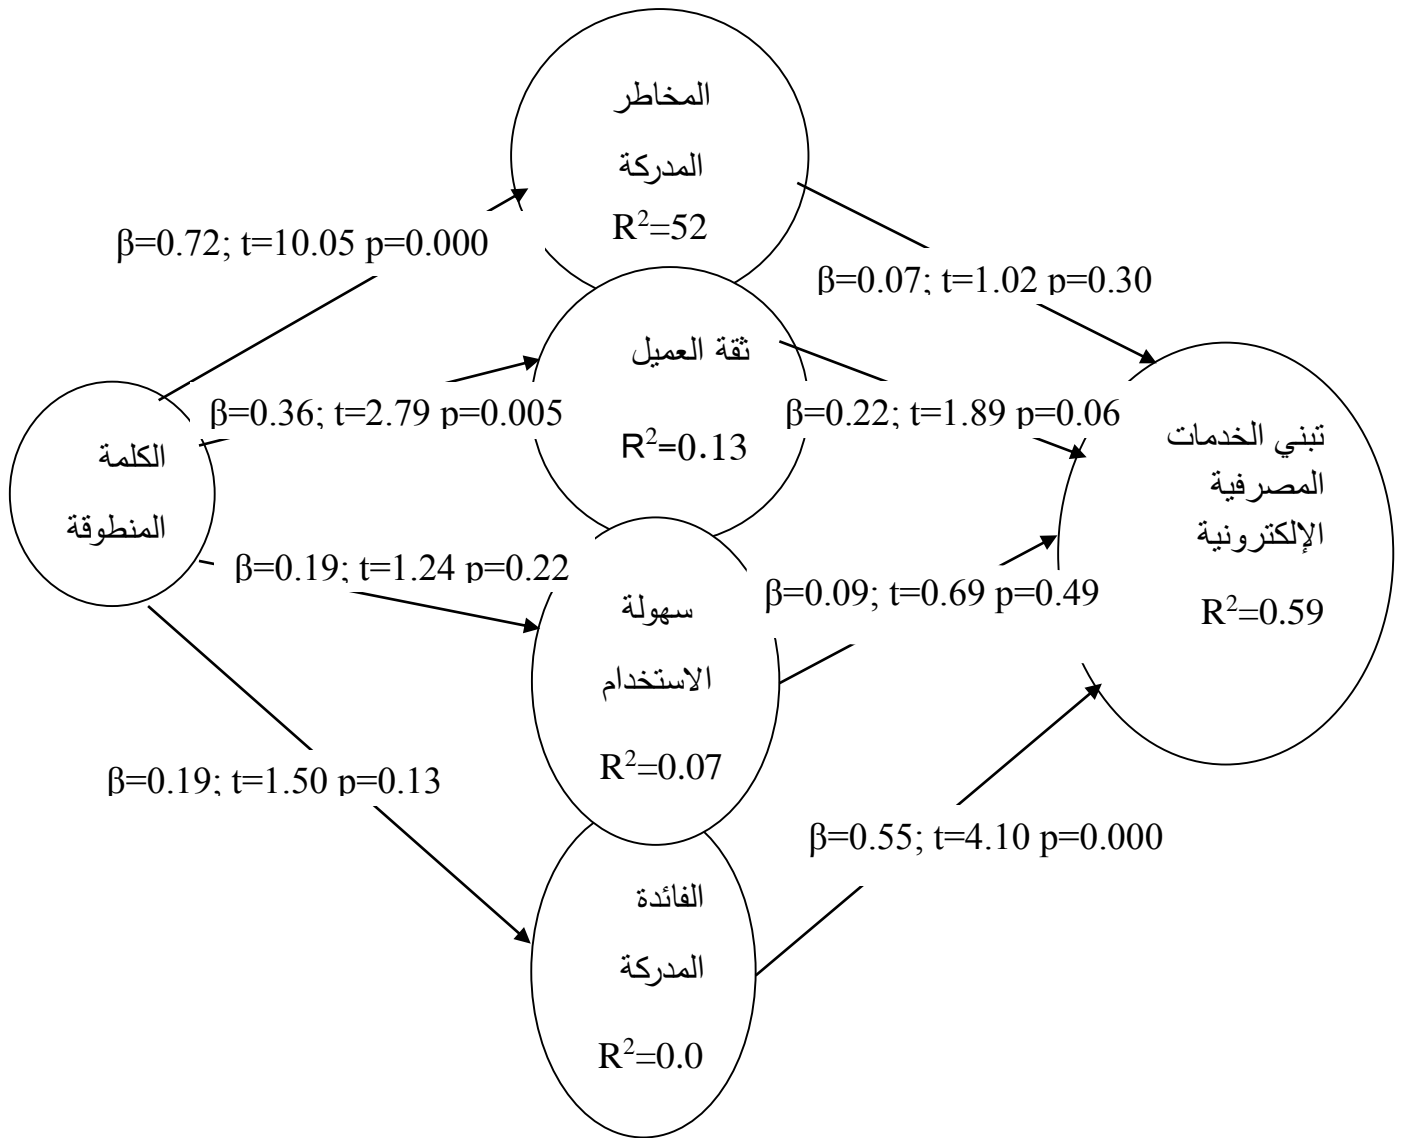 المخاطر
المدركة
R²=52
β=0.72; t=10.05 p=0.000
β=0.07; t=1.02 p=0.30
ثقة العميل
R²=0.13
β=0.36; t=2.79 p=0.005
β=0.22; t=1.89 p=0.06
الكلمة
المنطوقة
تبني الخدمات
المصرفية
الإلكترونية
R²=0.59
β=0.19; t=1.24 p=0.22
β=0.09; t=0.69 p=0.49
سهولة
الاستخدام
R²=0.07
β=0.19; t=1.50 p=0.13
β=0.55; t=4.10 p=0.000
الفائدة
المدركة
R²=0.0